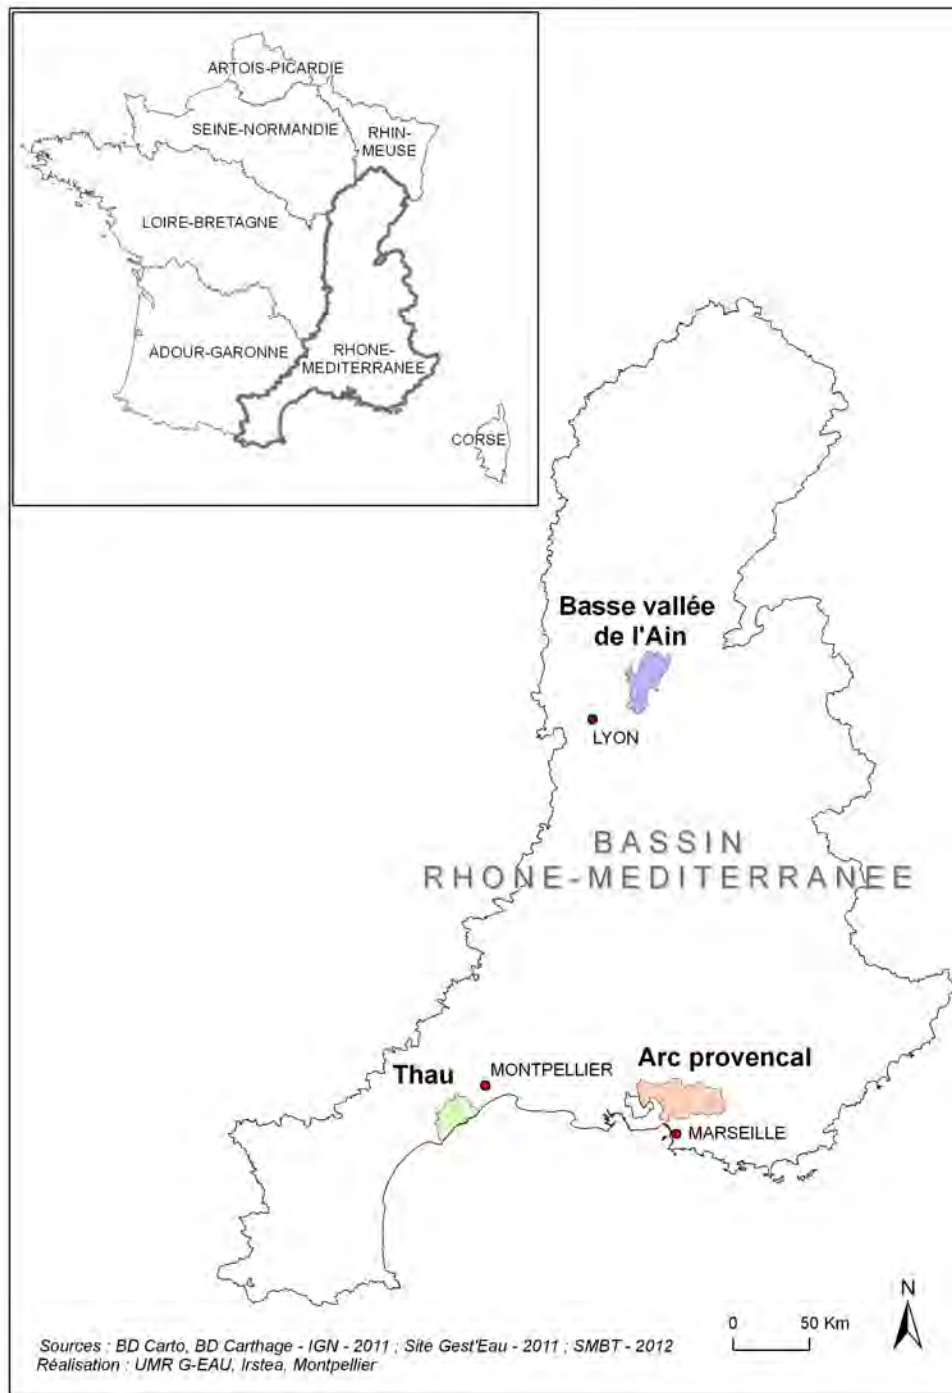 ARTOIS-PICARDIE
SEINE-NORMANDIE
RHIN-
MEUSE
LOIRE-BRETAGNE
ADOUR-GARONNE
RHONE-
MEDITERRANEE
CORSE
Basse vallée
de l'Ain
LYON
BASSIN
RHONE-MEDITERRANEE
Thau
MONTPELLIER
Arc provencal
MARSEILLE
N
0 50 Km
Sources : BD Carto, BD Carthage - IGN - 2011 ; Site Gest'Eau - 2011 ; SMBT - 2012
Réalisation : UMR G-EAU, Irstea, Montpellier